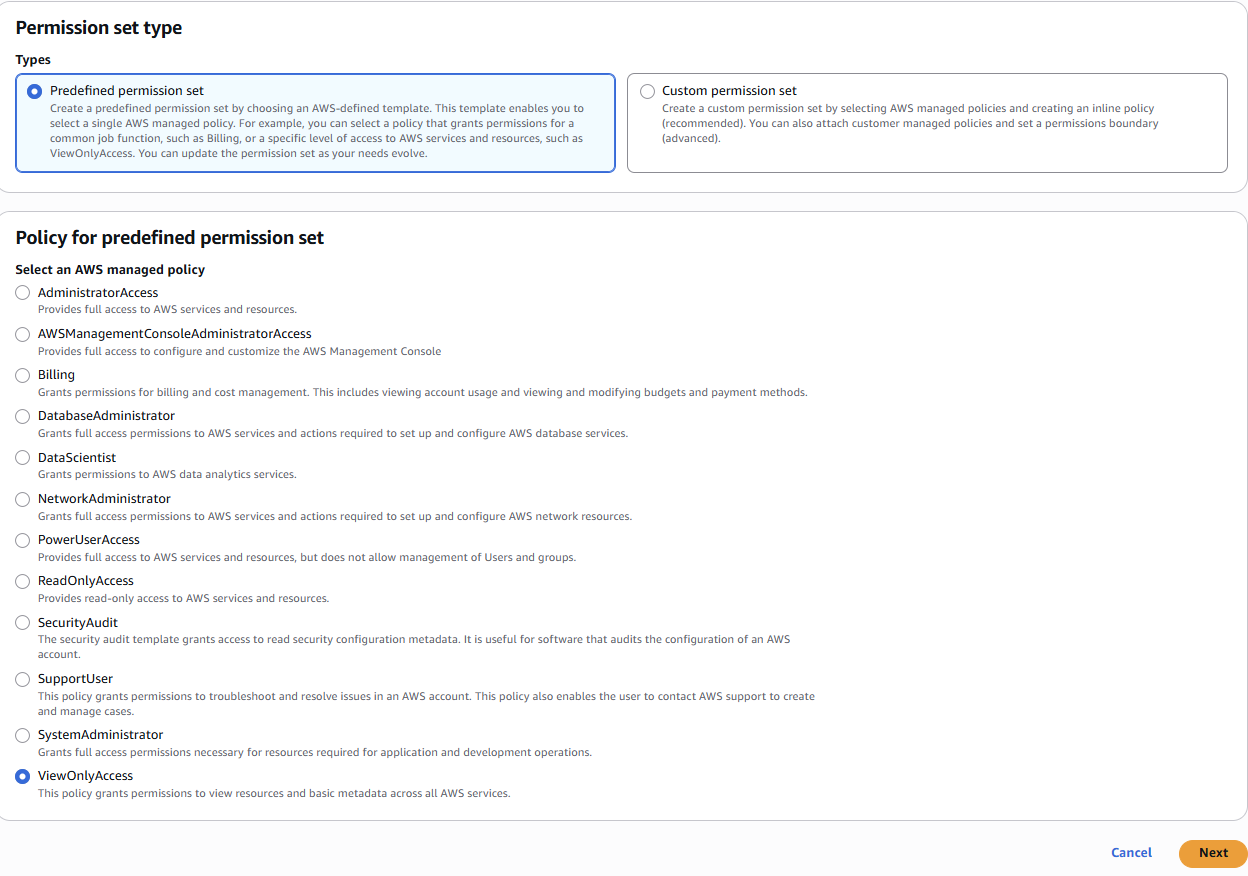 Permission set type
Types
Predefined permission set
Create a predefined permission set by choosing an AWS-defined template. This template enables you to
select a single AWS managed policy. For example, you can select a policy that grants permissions for a
common job function, such as Billing, or a specific level of access to AWS services and resources, such as
ViewOnlyAccess. You can update the permission set as your needs evolve.
Custom permission set
Create a custom permission set by selecting AWS managed policies and creating an inline policy
(recommended). You can also attach customer managed policies and set a permissions boundary
(advanced).
Policy for predefined permission set
Select an AWS managed policy
AdministratorAccess
Provides full access to AWS services and resources.
AWSManagementConsoleAdministratorAccess
Provides full access to configure and customize the AWS Management Console
Billing
Grants permissions for billing and cost management. This includes viewing account usage and viewing and modifying budgets and payment methods.
DatabaseAdministrator
Grants full access permissions to AWS services and actions required to set up and configure AWS database services.
DataScientist
Grants permissions to AWS data analytics services.
NetworkAdministrator
Grants full access permissions to AWS services and actions required to set up and configure AWS network resources.
PowerUserAccess
Provides full access to AWS services and resources, but does not allow management of Users and groups.
ReadOnlyAccess
Provides read-only access to AWS services and resources.
SecurityAudit
The security audit template grants access to read security configuration metadata. It is useful for software that audits the configuration of an AWS
account.
SupportUser
This policy grants permissions to troubleshoot and resolve issues in an AWS account. This policy also enables the user to contact AWS support to create
and manage cases.
SystemAdministrator
Grants full access permissions necessary for resources required for application and development operations.
ViewOnlyAccess
This policy grants permissions to view resources and basic metadata across all AWS services.
Cancel
Next